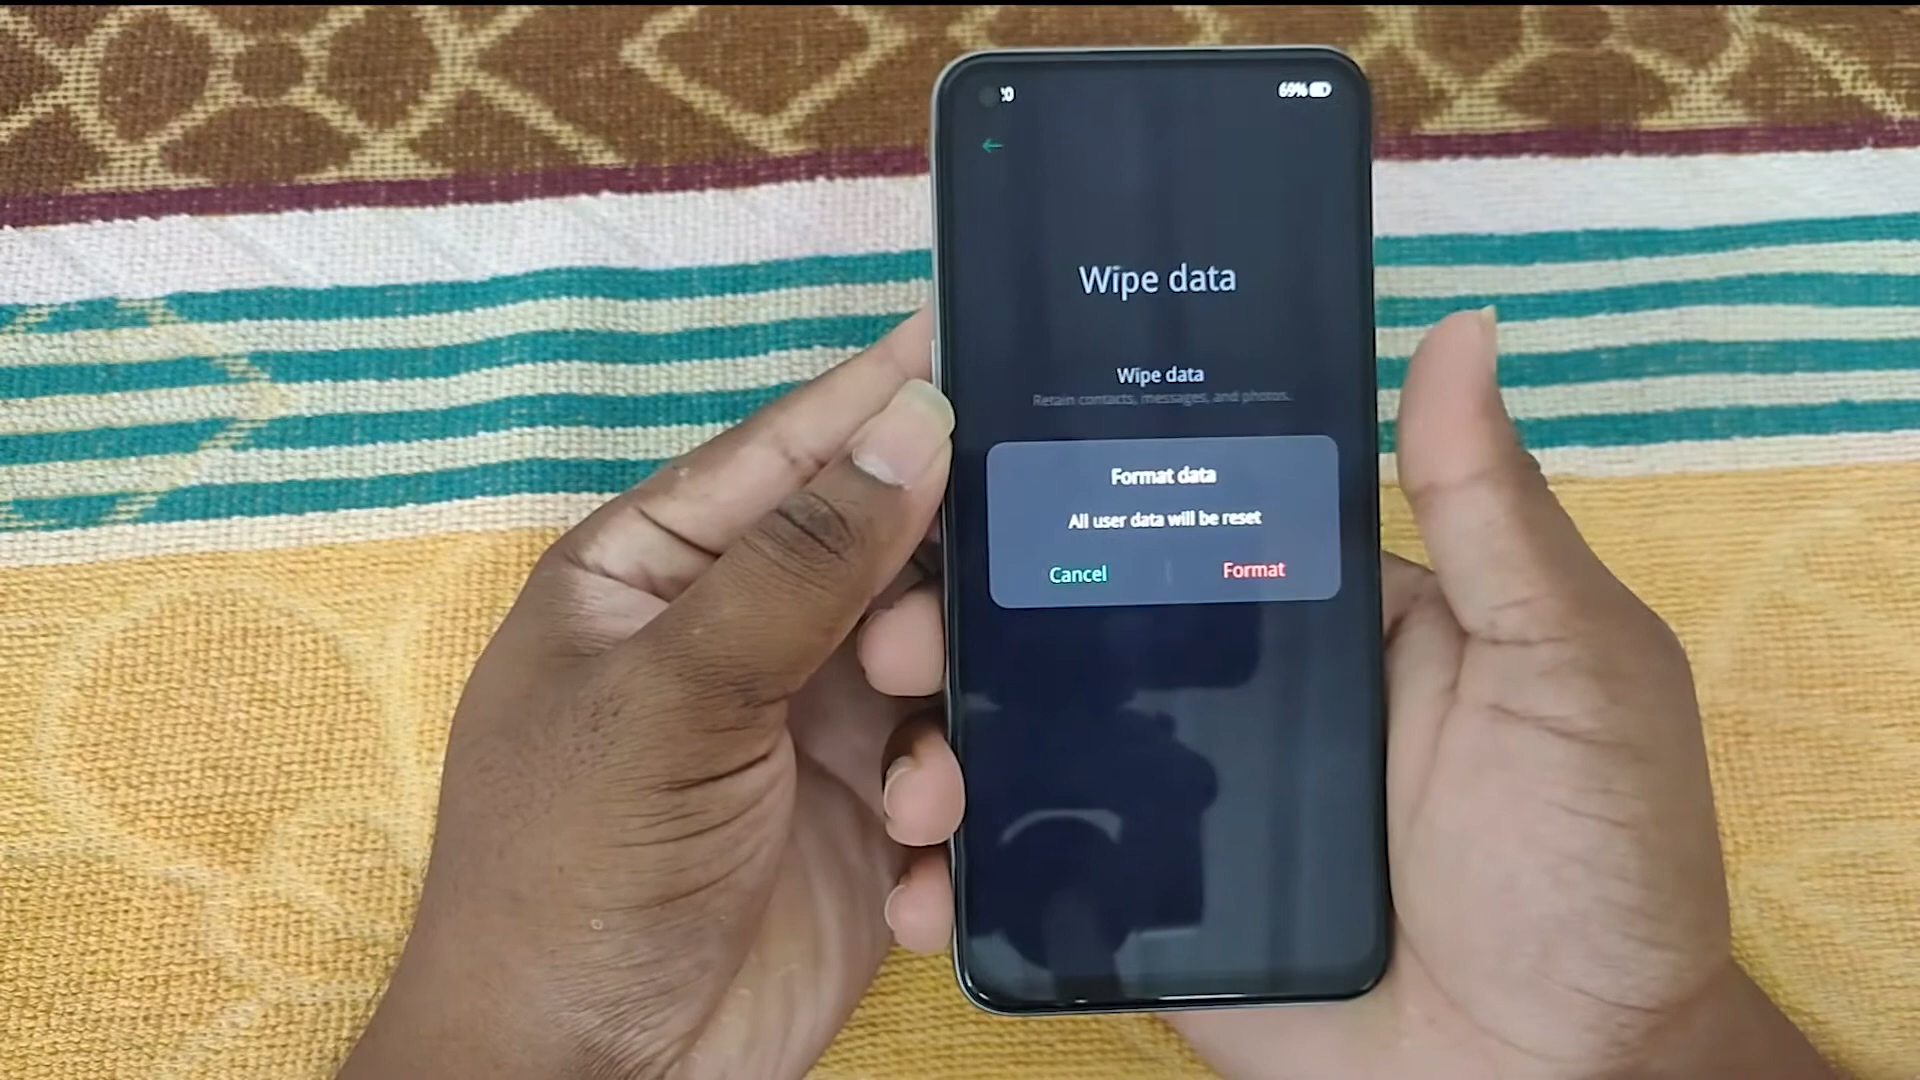 69%
Wipe data
Wipe data
Retain contacts, messages, and photos.
Format data
All user data will be reset
Cancel
Format